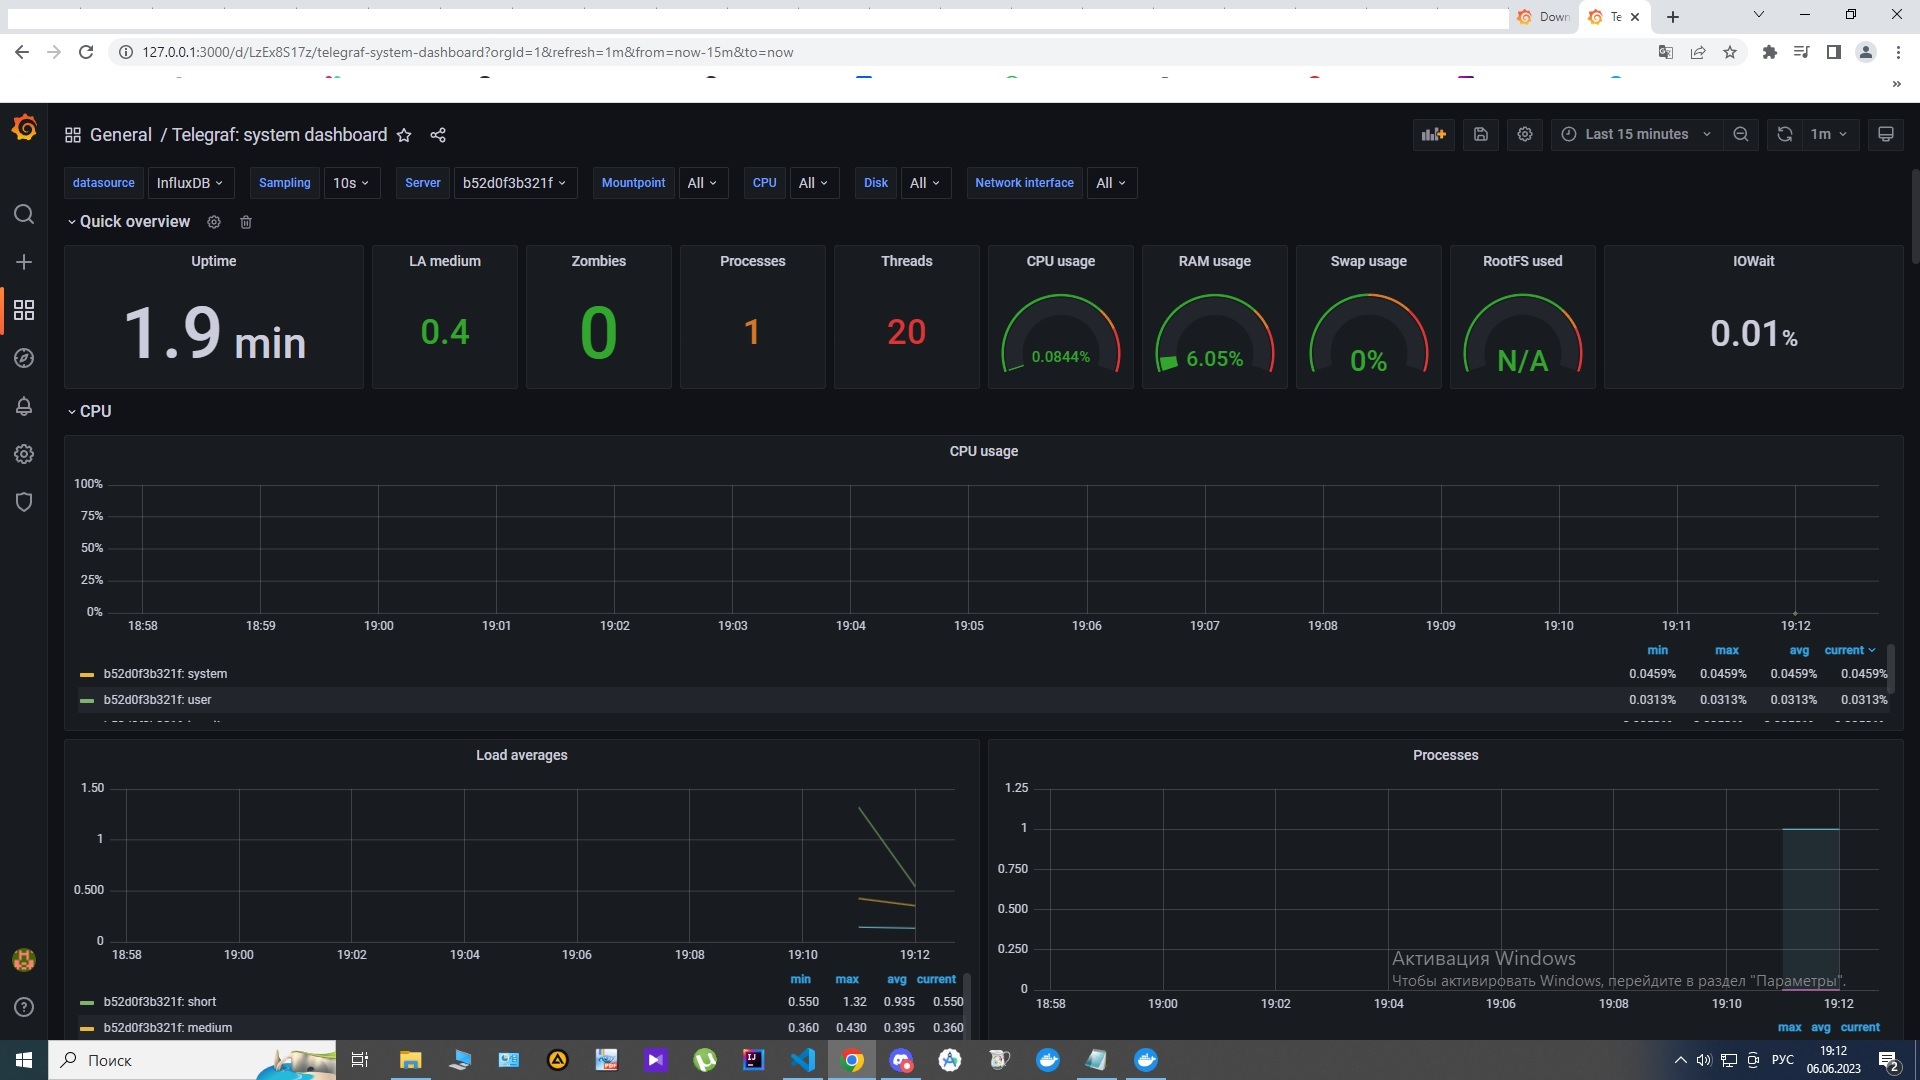 Down
Te
127.0.0.1:3000/d/LzEx8S17z/telegraf-system-dashboard?orgId=1&refresh=1m&from=now-15m&to=now
»
General / Telegraf: system dashboard
Last 15 minutes
1m
datasource InfluxDB Sampling 10s Server b52d0f3b321f Mountpoint All CPU All Disk All Network interface All
Quick overview
Uptime
1.9 min
LA medium
0.4
Zombies
0
Processes
1
Threads
20
CPU usage
0.0844%
RAM usage
6.05%
Swap usage
0%
RootFS used
N/A
IOWait
0.01%
CPU
CPU usage
100%
75%
50%
25%
0%
18:58 18:59 19:00 19:01 19:02 19:03 19:04 19:05 19:06 19:07 19:08 19:09 19:10 19:11 19:12
min max avg current
b52d0f3b321f: system 0.0459% 0.0459% 0.0459% 0.0459%
b52d0f3b321f: user 0.0313% 0.0313% 0.0313% 0.0313%
Load averages
1.50
1
0.500
0
18:58 19:00 19:02 19:04 19:06 19:08 19:10 19:12
min max avg current
b52d0f3b321f: short 0.550 1.32 0.935 0.550
b52d0f3b321f: medium 0.360 0.430 0.395 0.360
Processes
1.25
1
0.750
0.500
0.250
0
18:58 19:00 19:02 19:04 19:06 19:08 19:10 19:12
max avg current
Активация Windows
Чтобы активировать Windows, перейдите в раздел "Параметры".
Поиск
РУС
19:12
06.06.2023
2